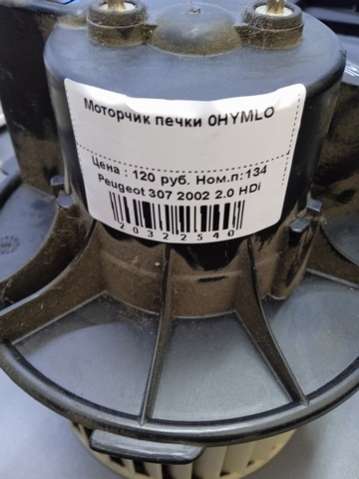 Моторчик печки 0HYMLO
Цена : 120 руб. Ном.п:134
Peugeot 307 2002 2.0 HDi
20322540